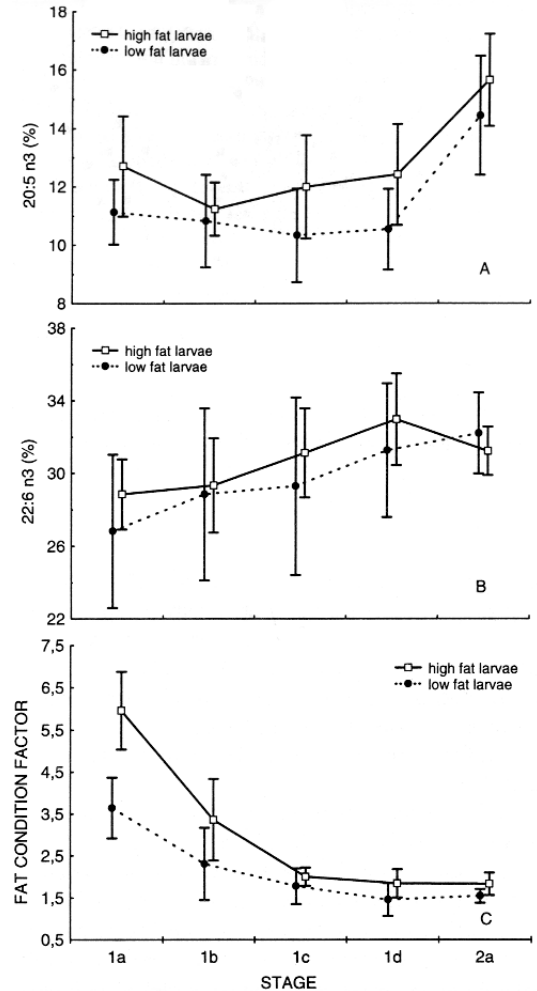 18
high fat larvae
low fat larvae
16
14
20:5 n3 (%)
12
10
A
8
38
high fat larvae
low fat larvae
34
22:6 n3 (%)
30
26
B
22
7,5
high fat larvae
low fat larvae
6,5
5,5
4,5
FAT CONDITION FACTOR
3,5
2,5
1,5
C
0,5
1a 1b 1c 1d 2a
STAGE